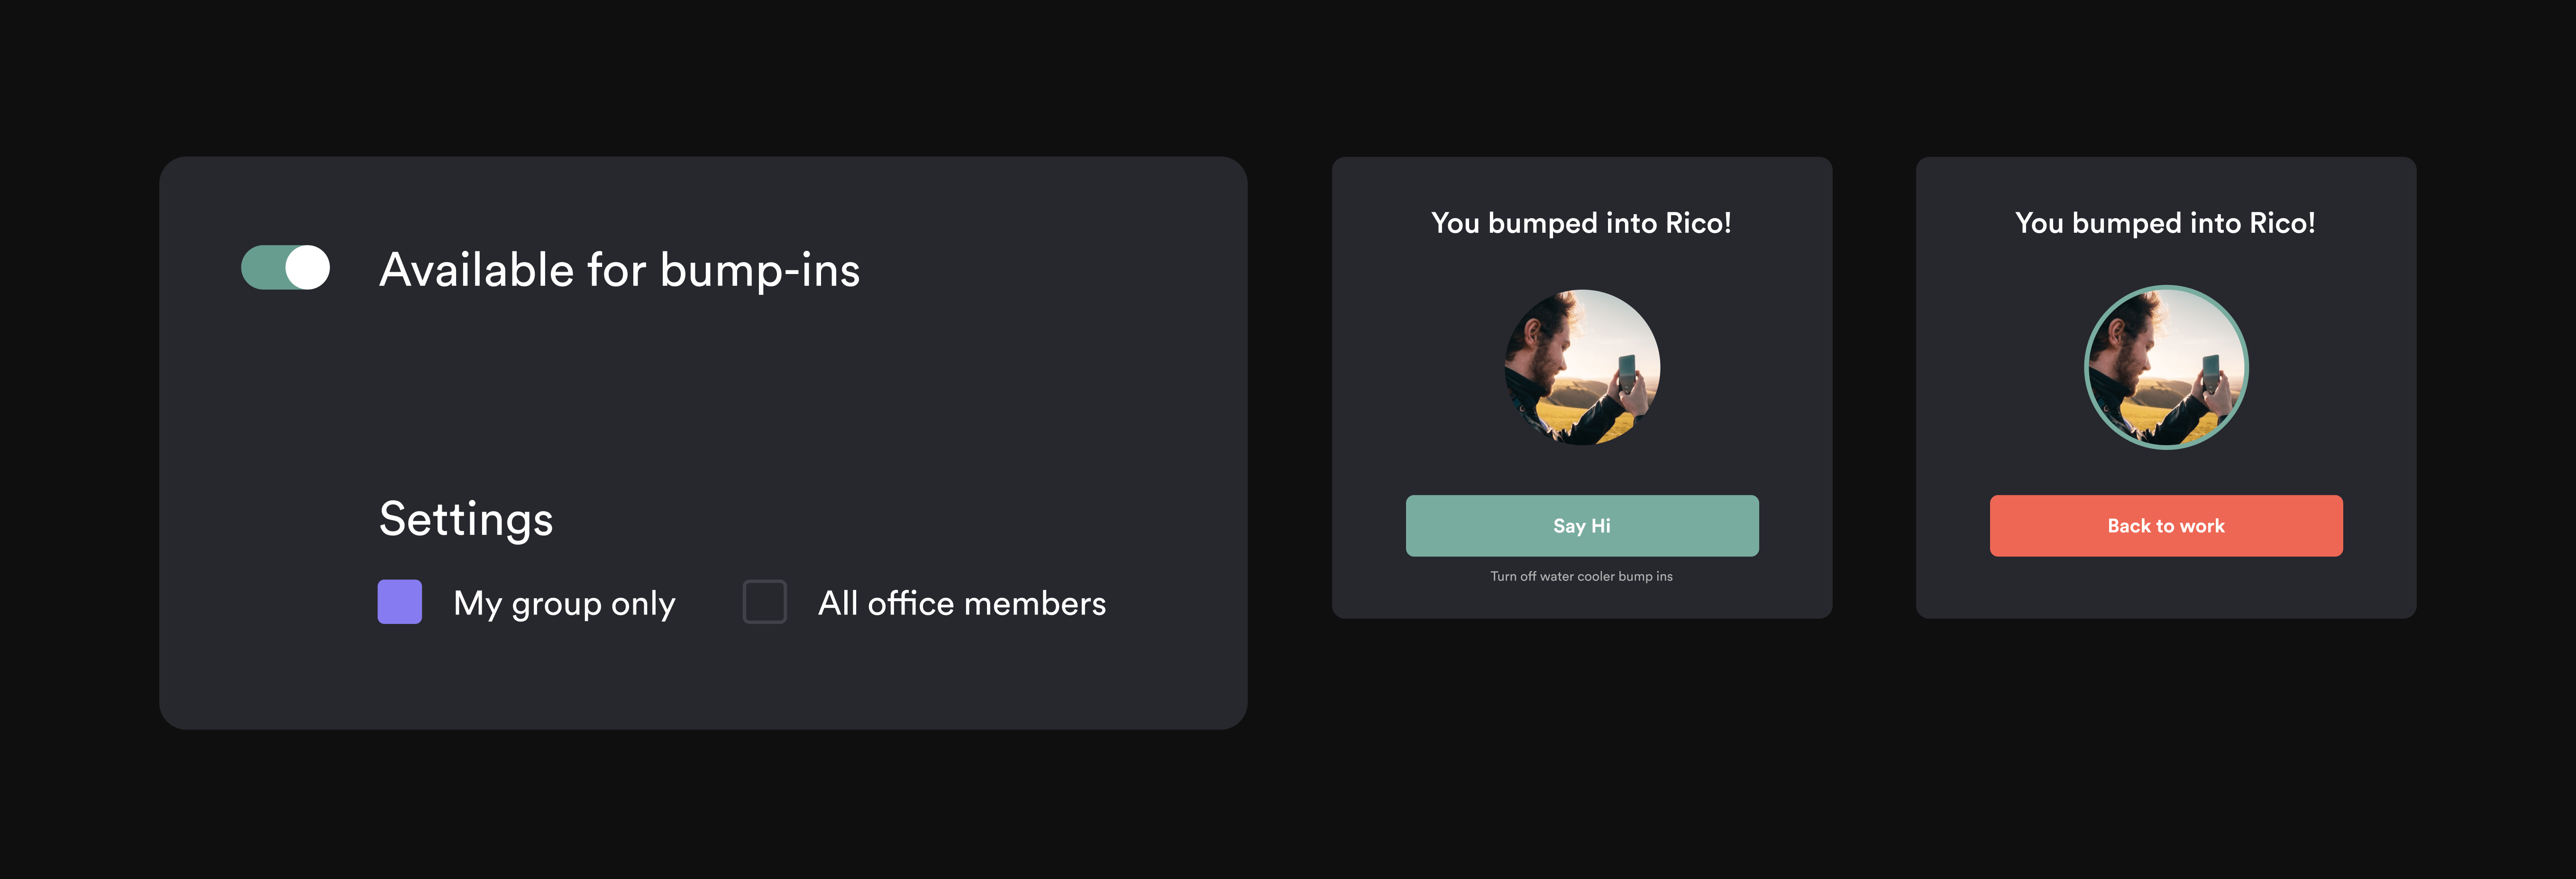 Available for bump-ins
Settings
My group only
All office members
You bumped into Rico!
Say Hi
Turn off water cooler bump ins
You bumped into Rico!
Back to work